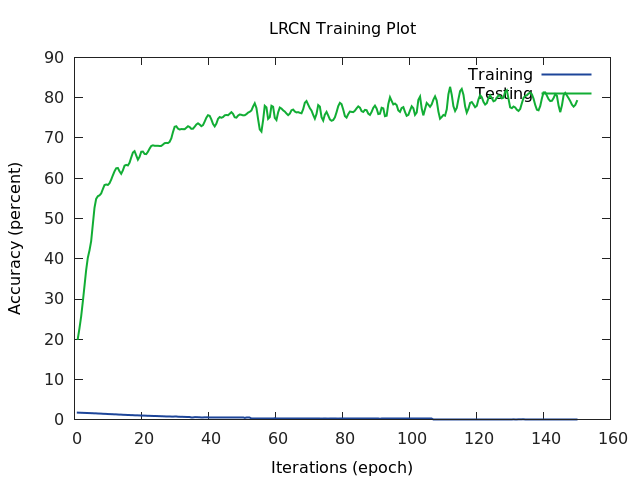 LRCN Training Plot
90
80
70
60
50
40
30
20
10
0
Training
Testing
0 20 40 60 80 100 120 140 160
Accuracy (percent)
Iterations (epoch)